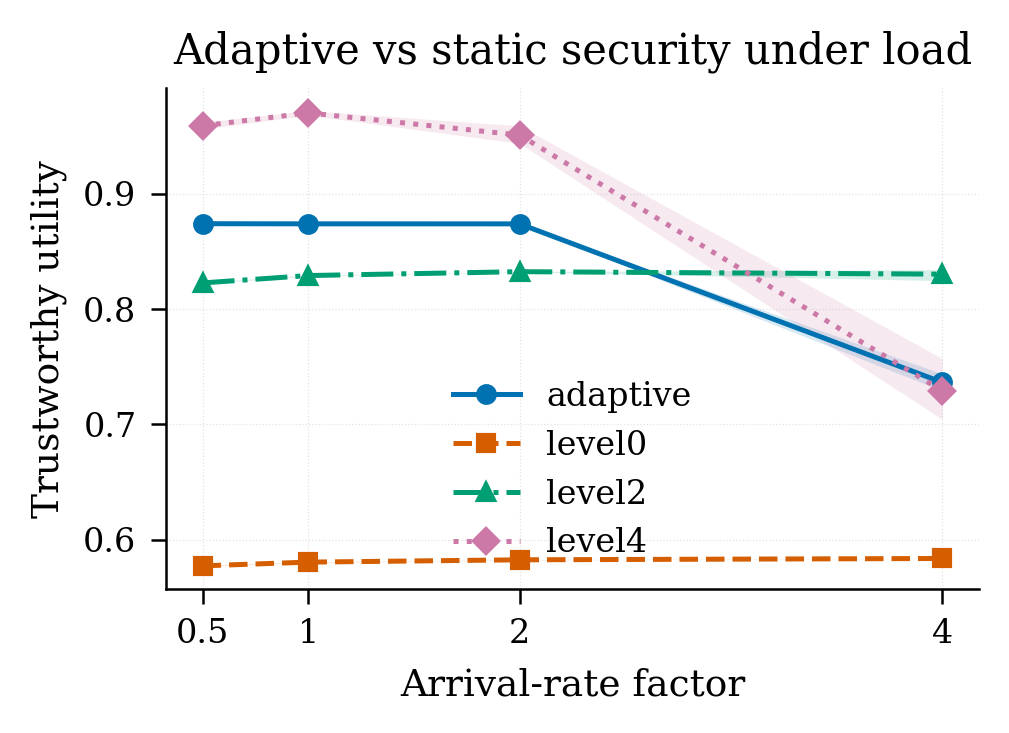 Adaptive vs static security under load
Trustworthy utility
0.9
0.8
0.7
0.6
adaptive
level0
level2
level4
0.5 1 2 4
Arrival-rate factor